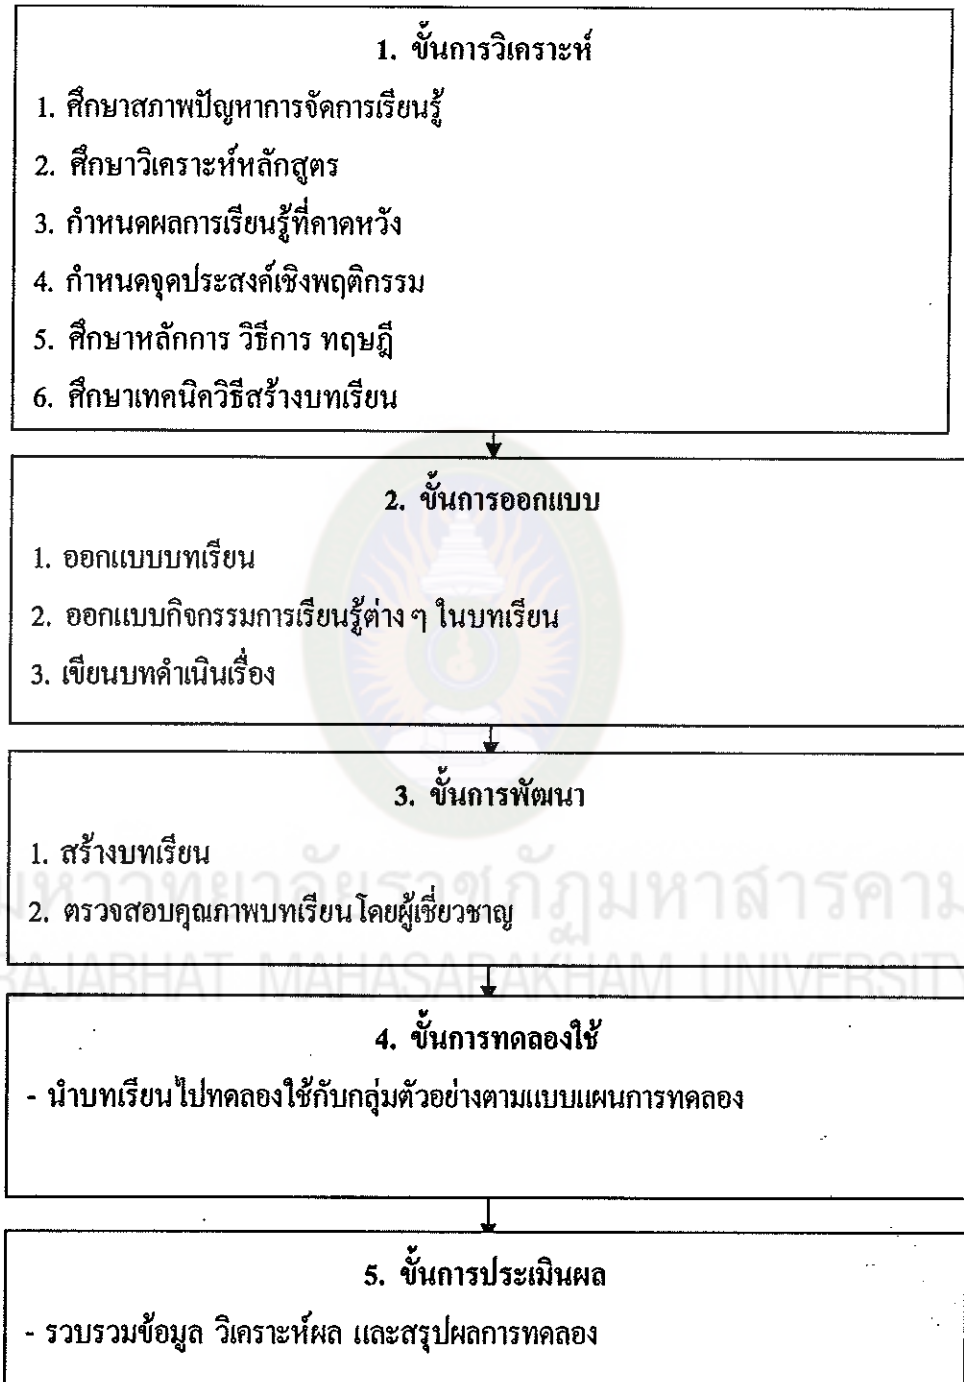 1. ขั้นการวิเคราะห์
1. ศึกษาสภาพปัญหาการจัดการเรียนรู้
2. ศึกษาวิเคราะห์หลักสูตร
3. กำหนดผลการเรียนรู้ที่คาดหวัง
4. กำหนดจุดประสงค์เชิงพฤติกรรม
5. ศึกษาหลักการ วิธีการ ทฤษฎี
6. ศึกษาเทคนิควิธีสร้างบทเรียน
2. ขั้นการออกแบบ
1. ออกแบบบทเรียน
2. ออกแบบกิจกรรมการเรียนรู้ต่าง ๆ ในบทเรียน
3. เขียนบทดำเนินเรื่อง
3. ขั้นการพัฒนา
1. สร้างบทเรียน
มหาวิทยาลัยราชภัฏมหาสารคาม
2. ตรวจสอบคุณภาพบทเรียนโดยผู้เชี่ยวชาญ
RAJABHAT MAHASARAKHAM UNIVERSITY
4. ขั้นการทดลองใช้
- นำบทเรียนไปทดลองใช้กับกลุ่มตัวอย่างตามแบบแผนการทดลอง
5. ขั้นการประเมินผล
- รวบรวมข้อมูล วิเคราะห์ผล และสรุปผลการทดลอง